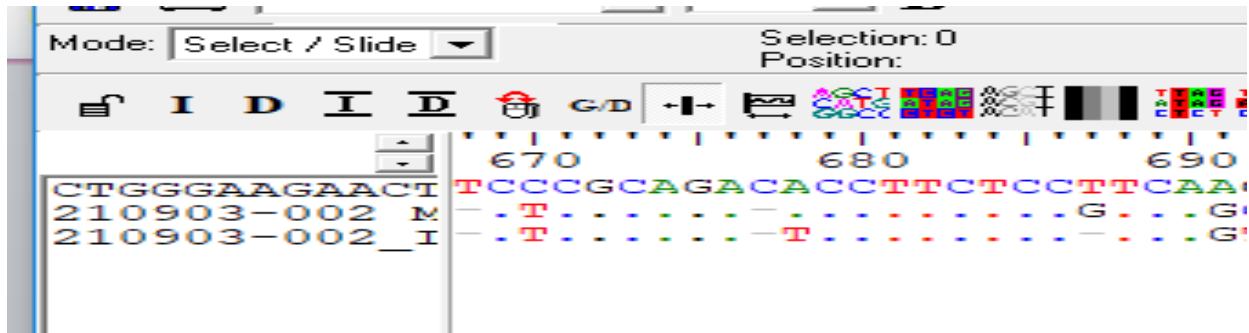 Mode: Select / Slide
Selection: 0
Position:
I D I D G/D
670 680 690
CTGGGAAGAACT TCCCGCAGACACCTTCTCCTTCAA
210903-002 M -.T......-.........G...G
210903-002_I -.T......-T........-...G